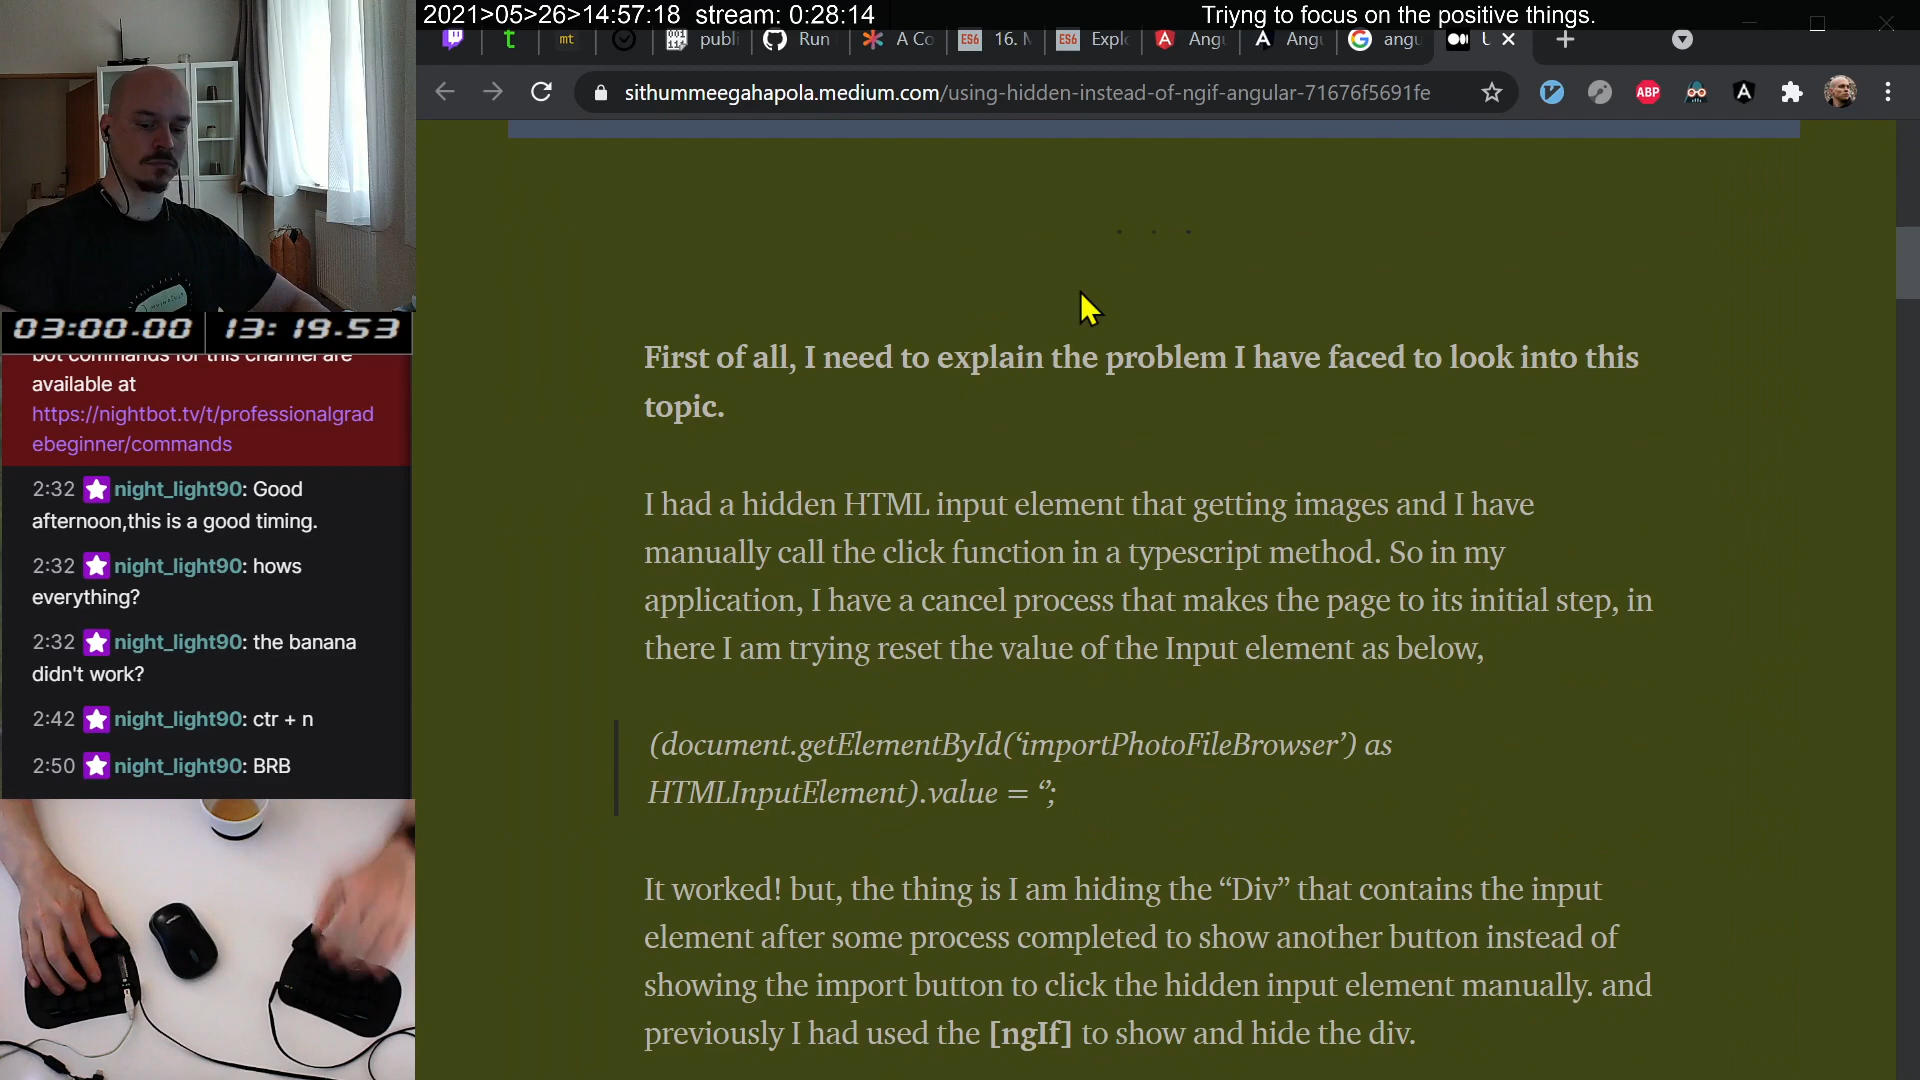 2021>05>26>14:57:18 stream: 0:28:14
Triyng to focus on the positive things.
publi
Run
A Co
16. M
Explo
Angu
Angu
angu
sithummeegahapola.medium.com/using-hidden-instead-of-ngif-angular-71676f5691fe
ABP
03:00.00 13:19.53
bot commands for this channel are
available at
https://nightbot.tv/t/professionalgrad
ebeginner/commands
2:32 night_light90: Good
afternoon,this is a good timing.
2:32 night_light90: hows
everything?
2:32 night_light90: the banana
didn't work?
2:42 night_light90: ctr + n
2:50 night_light90: BRB
. . .
First of all, I need to explain the problem I have faced to look into this
topic.
I had a hidden HTML input element that getting images and I have
manually call the click function in a typescript method. So in my
application, I have a cancel process that makes the page to its initial step, in
there I am trying reset the value of the Input element as below,
(document.getElementById(‘importPhotoFileBrowser’) as
HTMLInputElement).value = ‘’;
It worked! but, the thing is I am hiding the “Div” that contains the input
element after some process completed to show another button instead of
showing the import button to click the hidden input element manually. and
previously I had used the [ngIf] to show and hide the div.